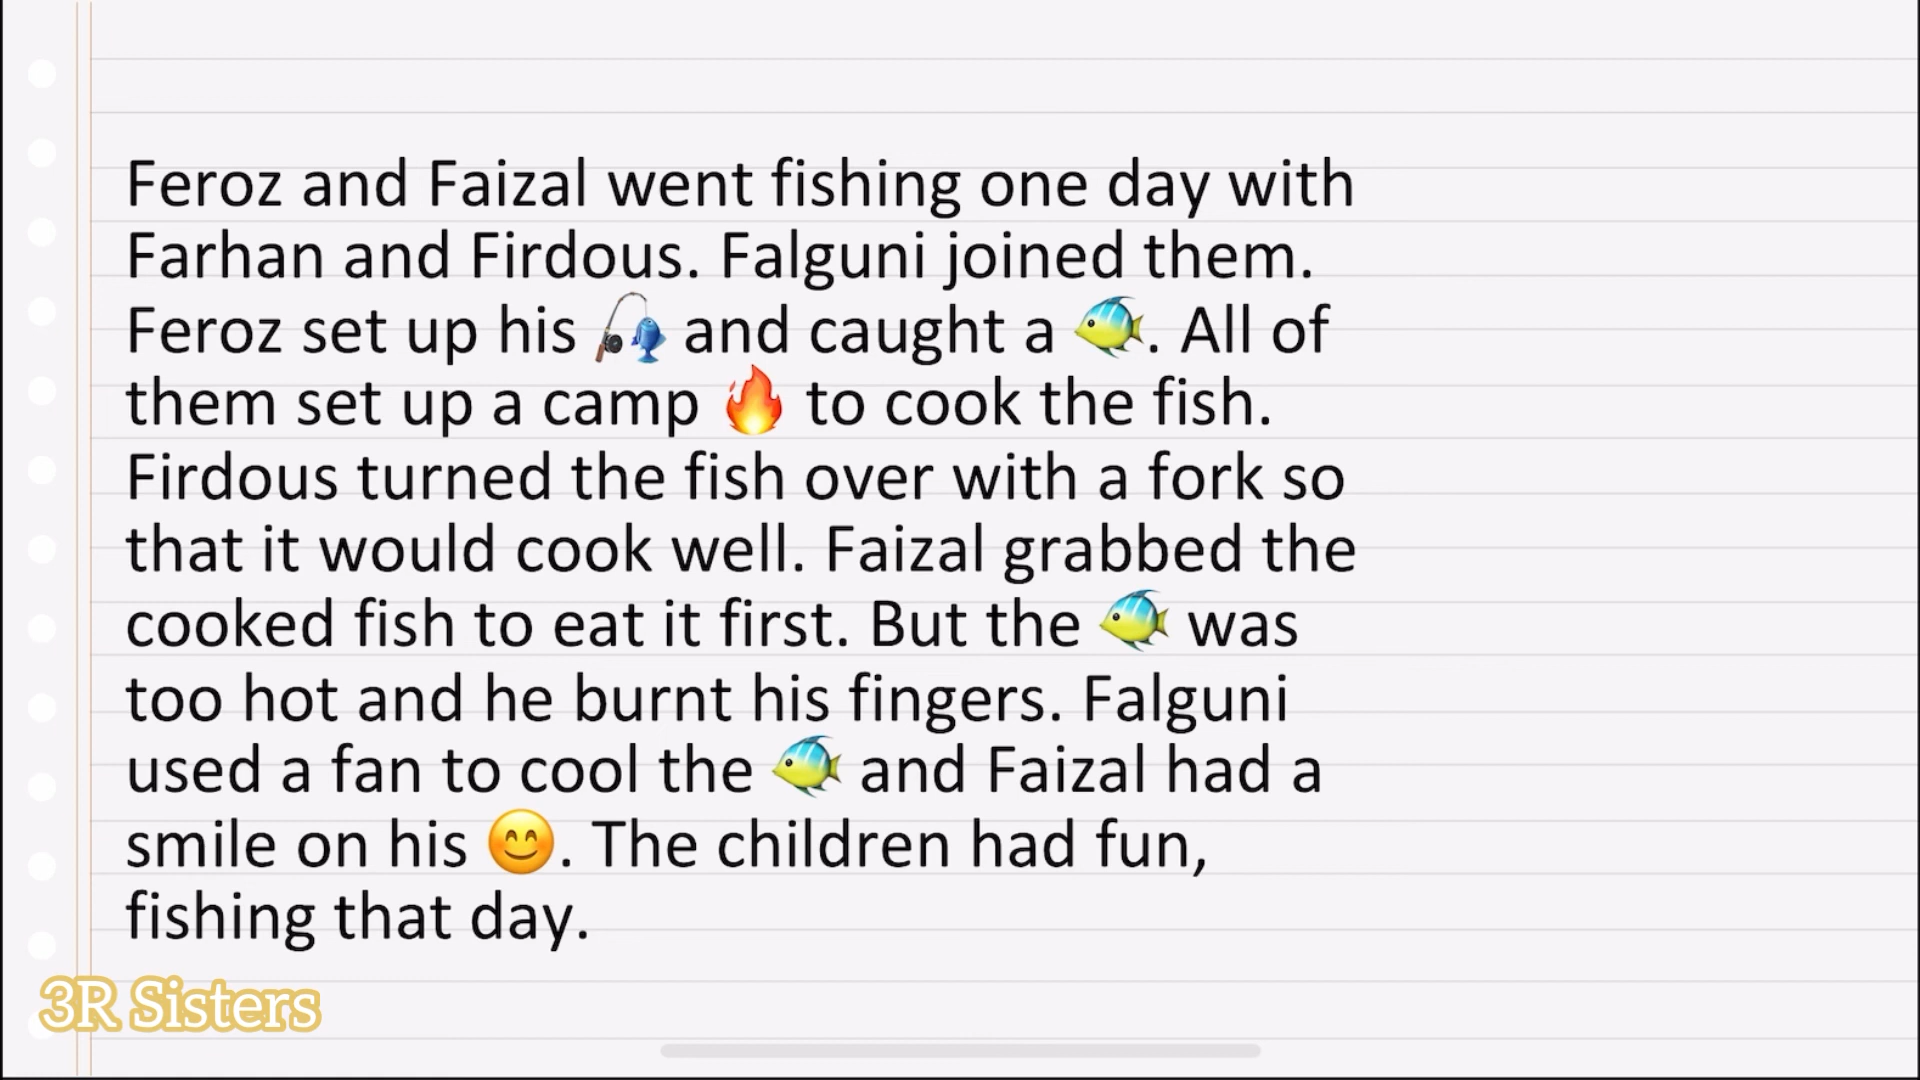 Feroz and Faizal went fishing one day with
Farhan and Firdous. Falguni joined them.
Feroz set up his 🎣 and caught a 🐠. All of
them set up a camp 🔥 to cook the fish.
Firdous turned the fish over with a fork so
that it would cook well. Faizal grabbed the
cooked fish to eat it first. But the 🐠 was
too hot and he burnt his fingers. Falguni
used a fan to cool the 🐠 and Faizal had a
smile on his 😊. The children had fun,
fishing that day.
3R Sisters